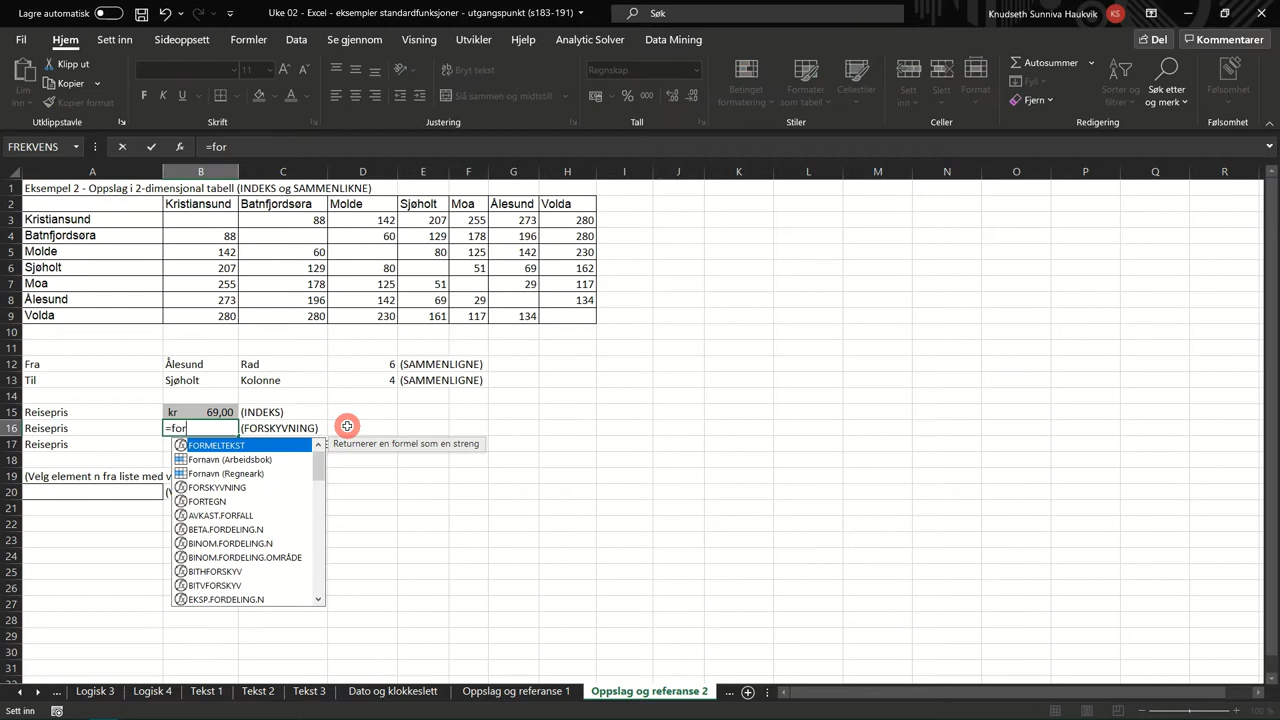 Lagre automatisk
Uke 02 - Excel - eksempler standardfunksjoner - utgangspunkt (s183-191)
Søk
Knudseth Sunniva Haukvik
KS
Fil Hjem Sett inn Sideoppsett Formler Data Se gjennom Visning Utvikler Hjelp Analytic Solver Data Mining
Del
Kommentarer
Lim inn
Klipp ut
Kopier
Kopier format
Utklippstavle
11
F K U
Skrift
Bryt tekst
Slå sammen og midtstill
Justering
Regnskap
% 000
Tall
Betinget formatering
Formater som tabell
Cellestiler
Stiler
Sett inn
Slett
Format
Celler
Autosummer
Fyll
Fjern
Sorter og filtrer
Søk etter og merk
Redigering
Følsomhet
Følsomhet
FREKVENS fx =for
A B C D E F G H I J K L M N O P Q R
1 Eksempel 2 - Oppslag i 2-dimensjonal tabell (INDEKS og SAMMENLIKNE)
2 Kristiansund Batnfjordsøra Molde Sjøholt Moa Ålesund Volda
3 Kristiansund 88 142 207 255 273 280
4 Batnfjordsøra 88 60 129 178 196 280
5 Molde 142 60 80 125 142 230
6 Sjøholt 207 129 80 51 69 162
7 Moa 255 178 125 51 29 117
8 Ålesund 273 196 142 69 29 134
9 Volda 280 280 230 161 117 134
10
11
12 Fra Ålesund Rad 6 (SAMMENLIGNE)
13 Til Sjøholt Kolonne 4 (SAMMENLIGNE)
14
15 Reisepris kr 69,00 (INDEKS)
16 Reisepris =for (FORSKYVNING)
17 Reisepris
18
19 (Velg element n fra liste med v
20 (V
21
22
23
24
25
26
27
28
29
30
31
FORMELTEKST
Returnerer en formel som en streng
Fornavn (Arbeidsbok)
Fornavn (Regneark)
FORSKYVNING
FORTEGN
AVKAST.FORFALL
BETA.FORDELING.N
BINOM.FORDELING.N
BINOM.FORDELING.OMRÅDE
BITHFORSKYV
BITVFORSKYV
EKSP.FORDELING.N
... Logisk 3 Logisk 4 Tekst 1 Tekst 2 Tekst 3 Dato og klokkeslett Oppslag og referanse 1 Oppslag og referanse 2 ...
Sett inn
100 %